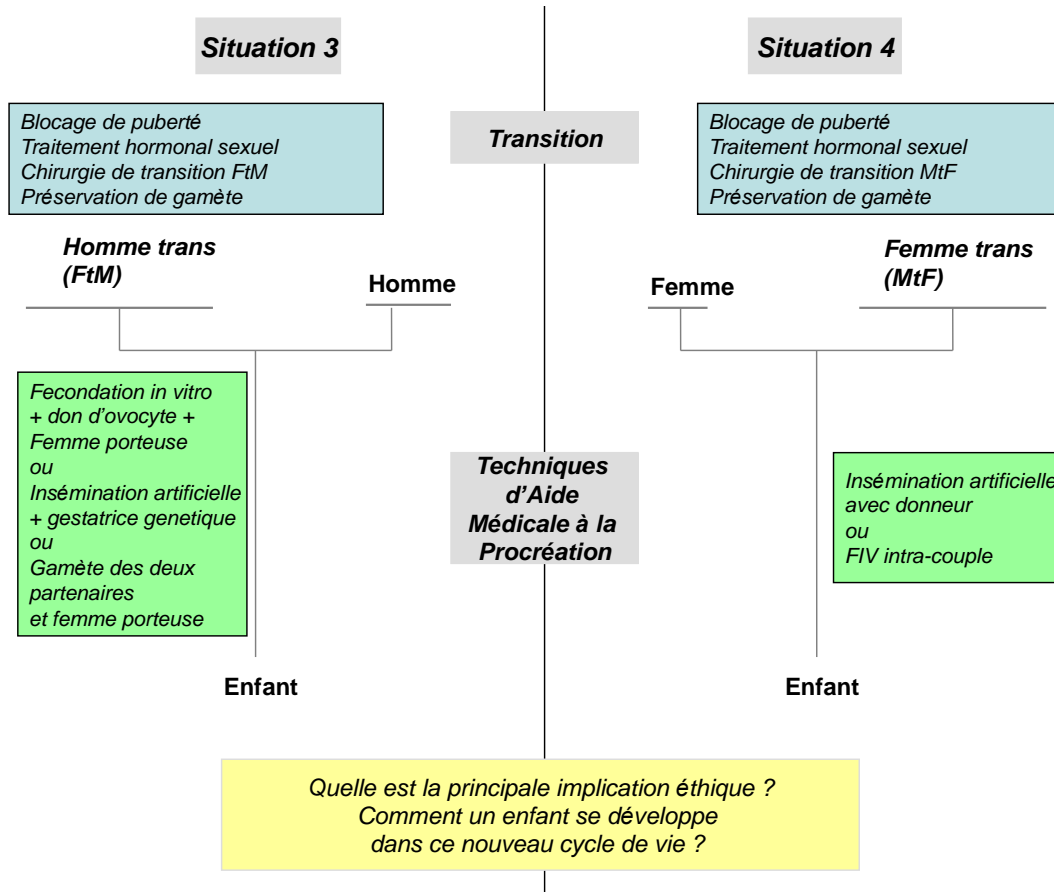 Situation 3
Situation 4
Blocage de puberté
Traitement hormonal sexuel
Chirurgie de transition FtM
Préservation de gamète
Transition
Blocage de puberté
Traitement hormonal sexuel
Chirurgie de transition MtF
Préservation de gamète
Homme trans
(FtM)
Homme
Femme
Femme trans
(MtF)
Fecondation in vitro
+ don d'ovocyte +
Femme porteuse
ou
Insémination artificielle
+ gestatrice genetique
ou
Gamète des deux
partenaires
et femme porteuse
Techniques
d'Aide
Médicale à la
Procréation
Insémination artificielle
avec donneur
ou
FIV intra-couple
Enfant
Enfant
Quelle est la principale implication éthique ?
Comment un enfant se développe
dans ce nouveau cycle de vie ?